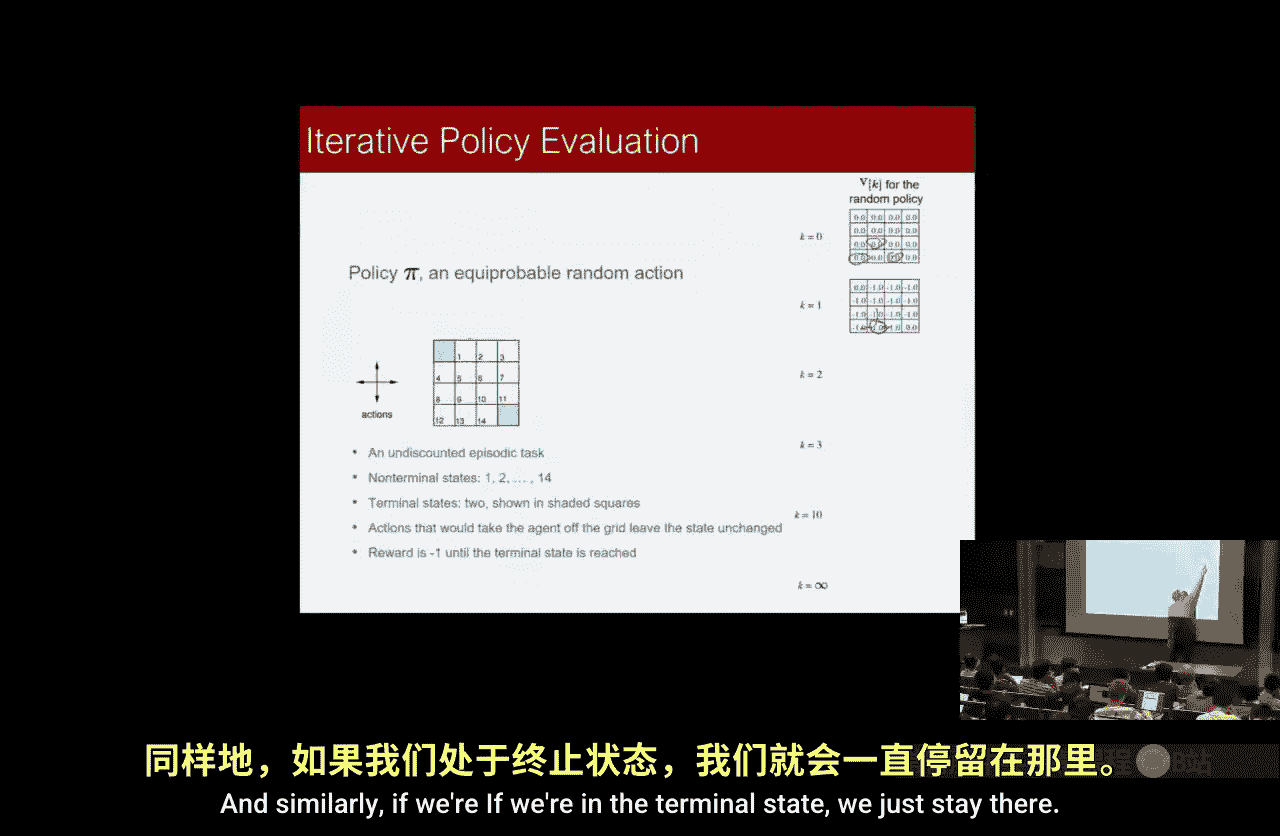 Iterative Policy Evaluation
V[k] for the
random policy
k = 0
0.0 0.0 0.0 0.0
0.0 0.0 0.0 0.0
0.0 0.0 0.0 0.0
0.0 0.0 0.0 0.0
Policy π, an equiprobable random action
k = 1
0.0 -1.0 -1.0 -1.0
-1.0 -1.0 -1.0 -1.0
-1.0 -1.0 -1.0 -1.0
-1.0 -1.0 -1.0 0.0
1 2 3
4 5 6 7
8 9 10 11
12 13 14
actions
k = 2
k = 3
k = 10
k = ∞
• An undiscounted episodic task
• Nonterminal states: 1, 2, . . . , 14
• Terminal states: two, shown in shaded squares
• Actions that would take the agent off the grid leave the state unchanged
• Reward is -1 until the terminal state is reached
同样地，如果我们处于终止状态，我们就会一直停留在那里。
And similarly, if we're If we're in the terminal state, we just stay there.